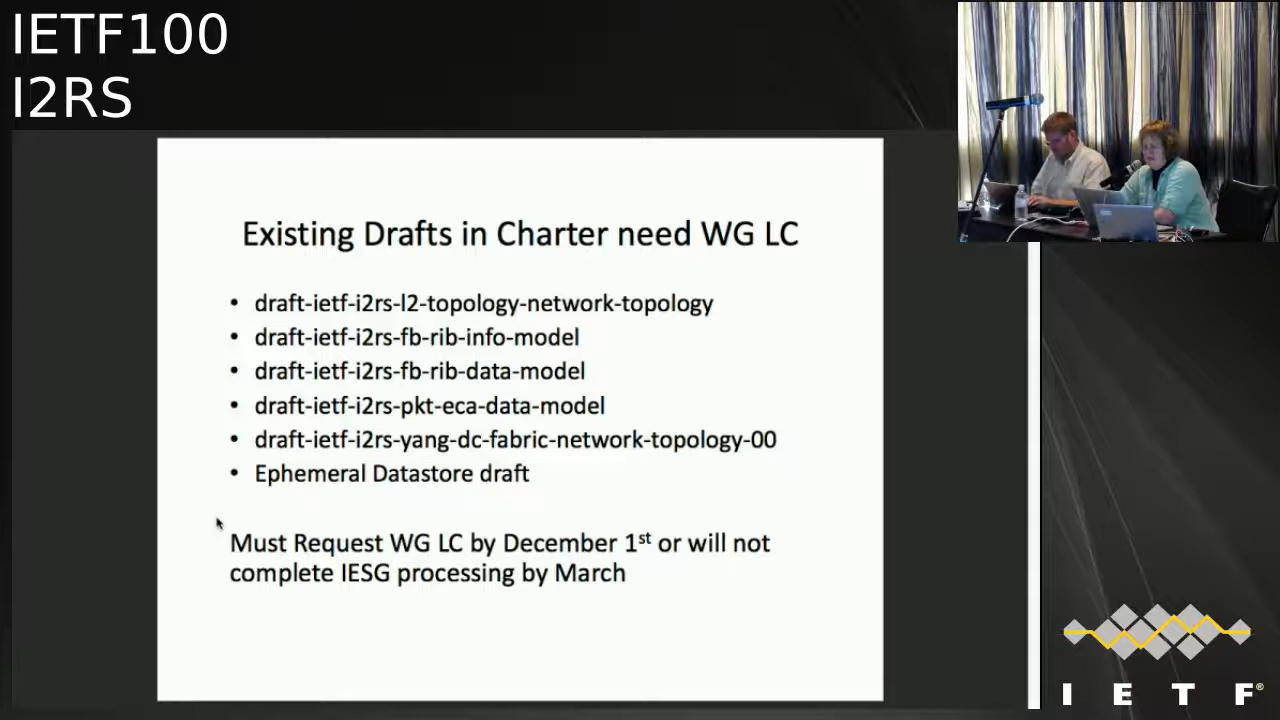 IETF100
I2RS
Existing Drafts in Charter need WG LC
• draft-ietf-i2rs-l2-topology-network-topology
• draft-ietf-i2rs-fb-rib-info-model
• draft-ietf-i2rs-fb-rib-data-model
• draft-ietf-i2rs-pkt-eca-data-model
• draft-ietf-i2rs-yang-dc-fabric-network-topology-00
• Ephemeral Datastore draft
Must Request WG LC by December 1st or will not
complete IESG processing by March
I E T F®